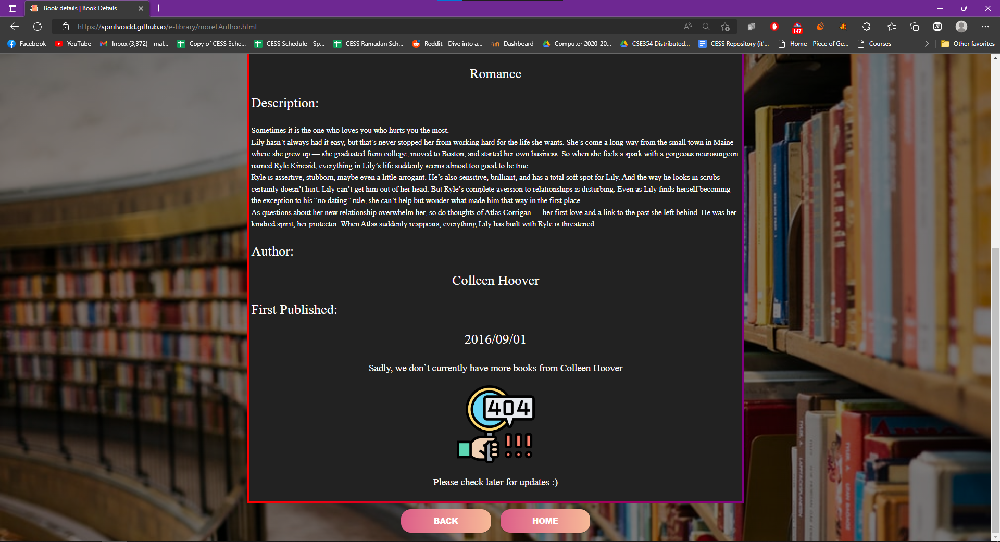 Book details | Book Details
https://spiritvoidd.github.io/e-library/moreFAuthor.html
147
Facebook
YouTube
Inbox (3,372) - mal...
Copy of CESS Sche...
CESS Schedule - Sp...
CESS Ramadan Sch...
Reddit - Dive into a...
Dashboard
Computer 2020-20...
CSE354 Distributed...
CESS Repository (it'...
Home - Piece of Ge...
Courses
Other favorites
Romance
Description:
Sometimes it is the one who loves you who hurts you the most.
Lily hasn’t always had it easy, but that’s never stopped her from working hard for the life she wants. She’s come a long way from the small town in Maine
where she grew up — she graduated from college, moved to Boston, and started her own business. So when she feels a spark with a gorgeous neurosurgeon
named Ryle Kincaid, everything in Lily’s life suddenly seems almost too good to be true.
Ryle is assertive, stubborn, maybe even a little arrogant. He’s also sensitive, brilliant, and has a total soft spot for Lily. And the way he looks in scrubs
certainly doesn’t hurt. Lily can’t get him out of her head. But Ryle’s complete aversion to relationships is disturbing. Even as Lily finds herself becoming
the exception to his “no dating” rule, she can’t help but wonder what made him that way in the first place.
As questions about her new relationship overwhelm her, so do thoughts of Atlas Corrigan — her first love and a link to the past she left behind. He was her
kindred spirit, her protector. When Atlas suddenly reappears, everything Lily has built with Ryle is threatened.
Author:
Colleen Hoover
First Published:
2016/09/01
Sadly, we don`t currently have more books from Colleen Hoover
404
!!!
Please check later for updates :)
BACK
HOME